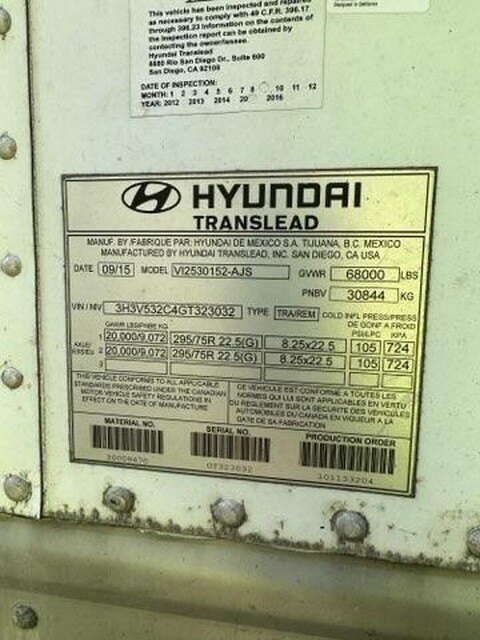 This vehicle has been inspected and repaired
as necessary to comply with 49 C.F.R. 396.17
through 396.23 Information on the contents of
the inspection report can be obtained by
contacting the owner/lessee.
Hyundai Translead
8880 Rio San Diego Dr., Suite 600
San Diego, CA 92108
DATE OF INSPECTION:
MONTH: 1 2 3 4 5 6 7 8 10 11 12
YEAR: 2012 2013 2014 20 2016
HYUNDAI
TRANSLEAD
MANUF. BY /FABRIQUE PAR: HYUNDAI DE MEXICO S.A. TIJUANA, B.C. MEXICO
MANUFACTURED BY HYUNDAI TRANSLEAD, INC. SAN DIEGO, CA USA
DATE 09/15 MODEL VI2530152-AJS GVWR 68000 LBS
PNBV 30844 KG
VIN / NIV 3H3V532C4GT323032 TYPE TRA/REM COLD INFL PRESS/PRESS
DE GONF A FROID
GAWR LBS/PNBE KG PSI/LPC KPA
AXLE/ESSIEU
1 20,000/9,072 295/75R 22.5(G) 8.25x22.5 105 724
2 20,000/9,072 295/75R 22.5(G) 8.25x22.5 105 724
3
THIS VEHICLE CONFORMS TO ALL APPLICABLE
STANDARDS PRESCRIBED UNDER THE CANADIAN
MOTOR VEHICLE SAFETY REGULATIONS IN
EFFECT ON THE DATE OF MANUFACTURE
CE VÉHICULE EST CONFORME A TOUTES LES
NORMES QUI LUI SONT APPLICABLES EN VERTU
DU REGLEMENT SUR LA SECURITE DES VEHICULES
AUTOMOBILES DU CANADA EN VIGUEUR A LA
DATE DE SA FABRICATION
MATERIAL NO. SERIAL NO. PRODUCTION ORDER
30009470 GT323032 101133204